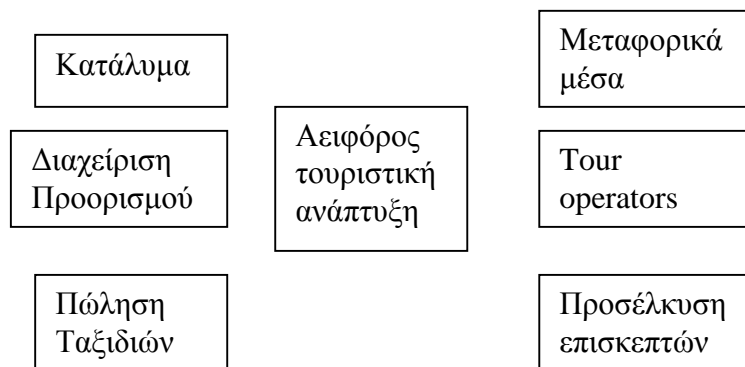 Κατάλυμα
Μεταφορικά
μέσα
Διαχείριση
Προορισμού
Αειφόρος
τουριστική
ανάπτυξη
Tour
operators
Πώληση
Ταξιδιών
Προσέλκυση
επισκεπτών